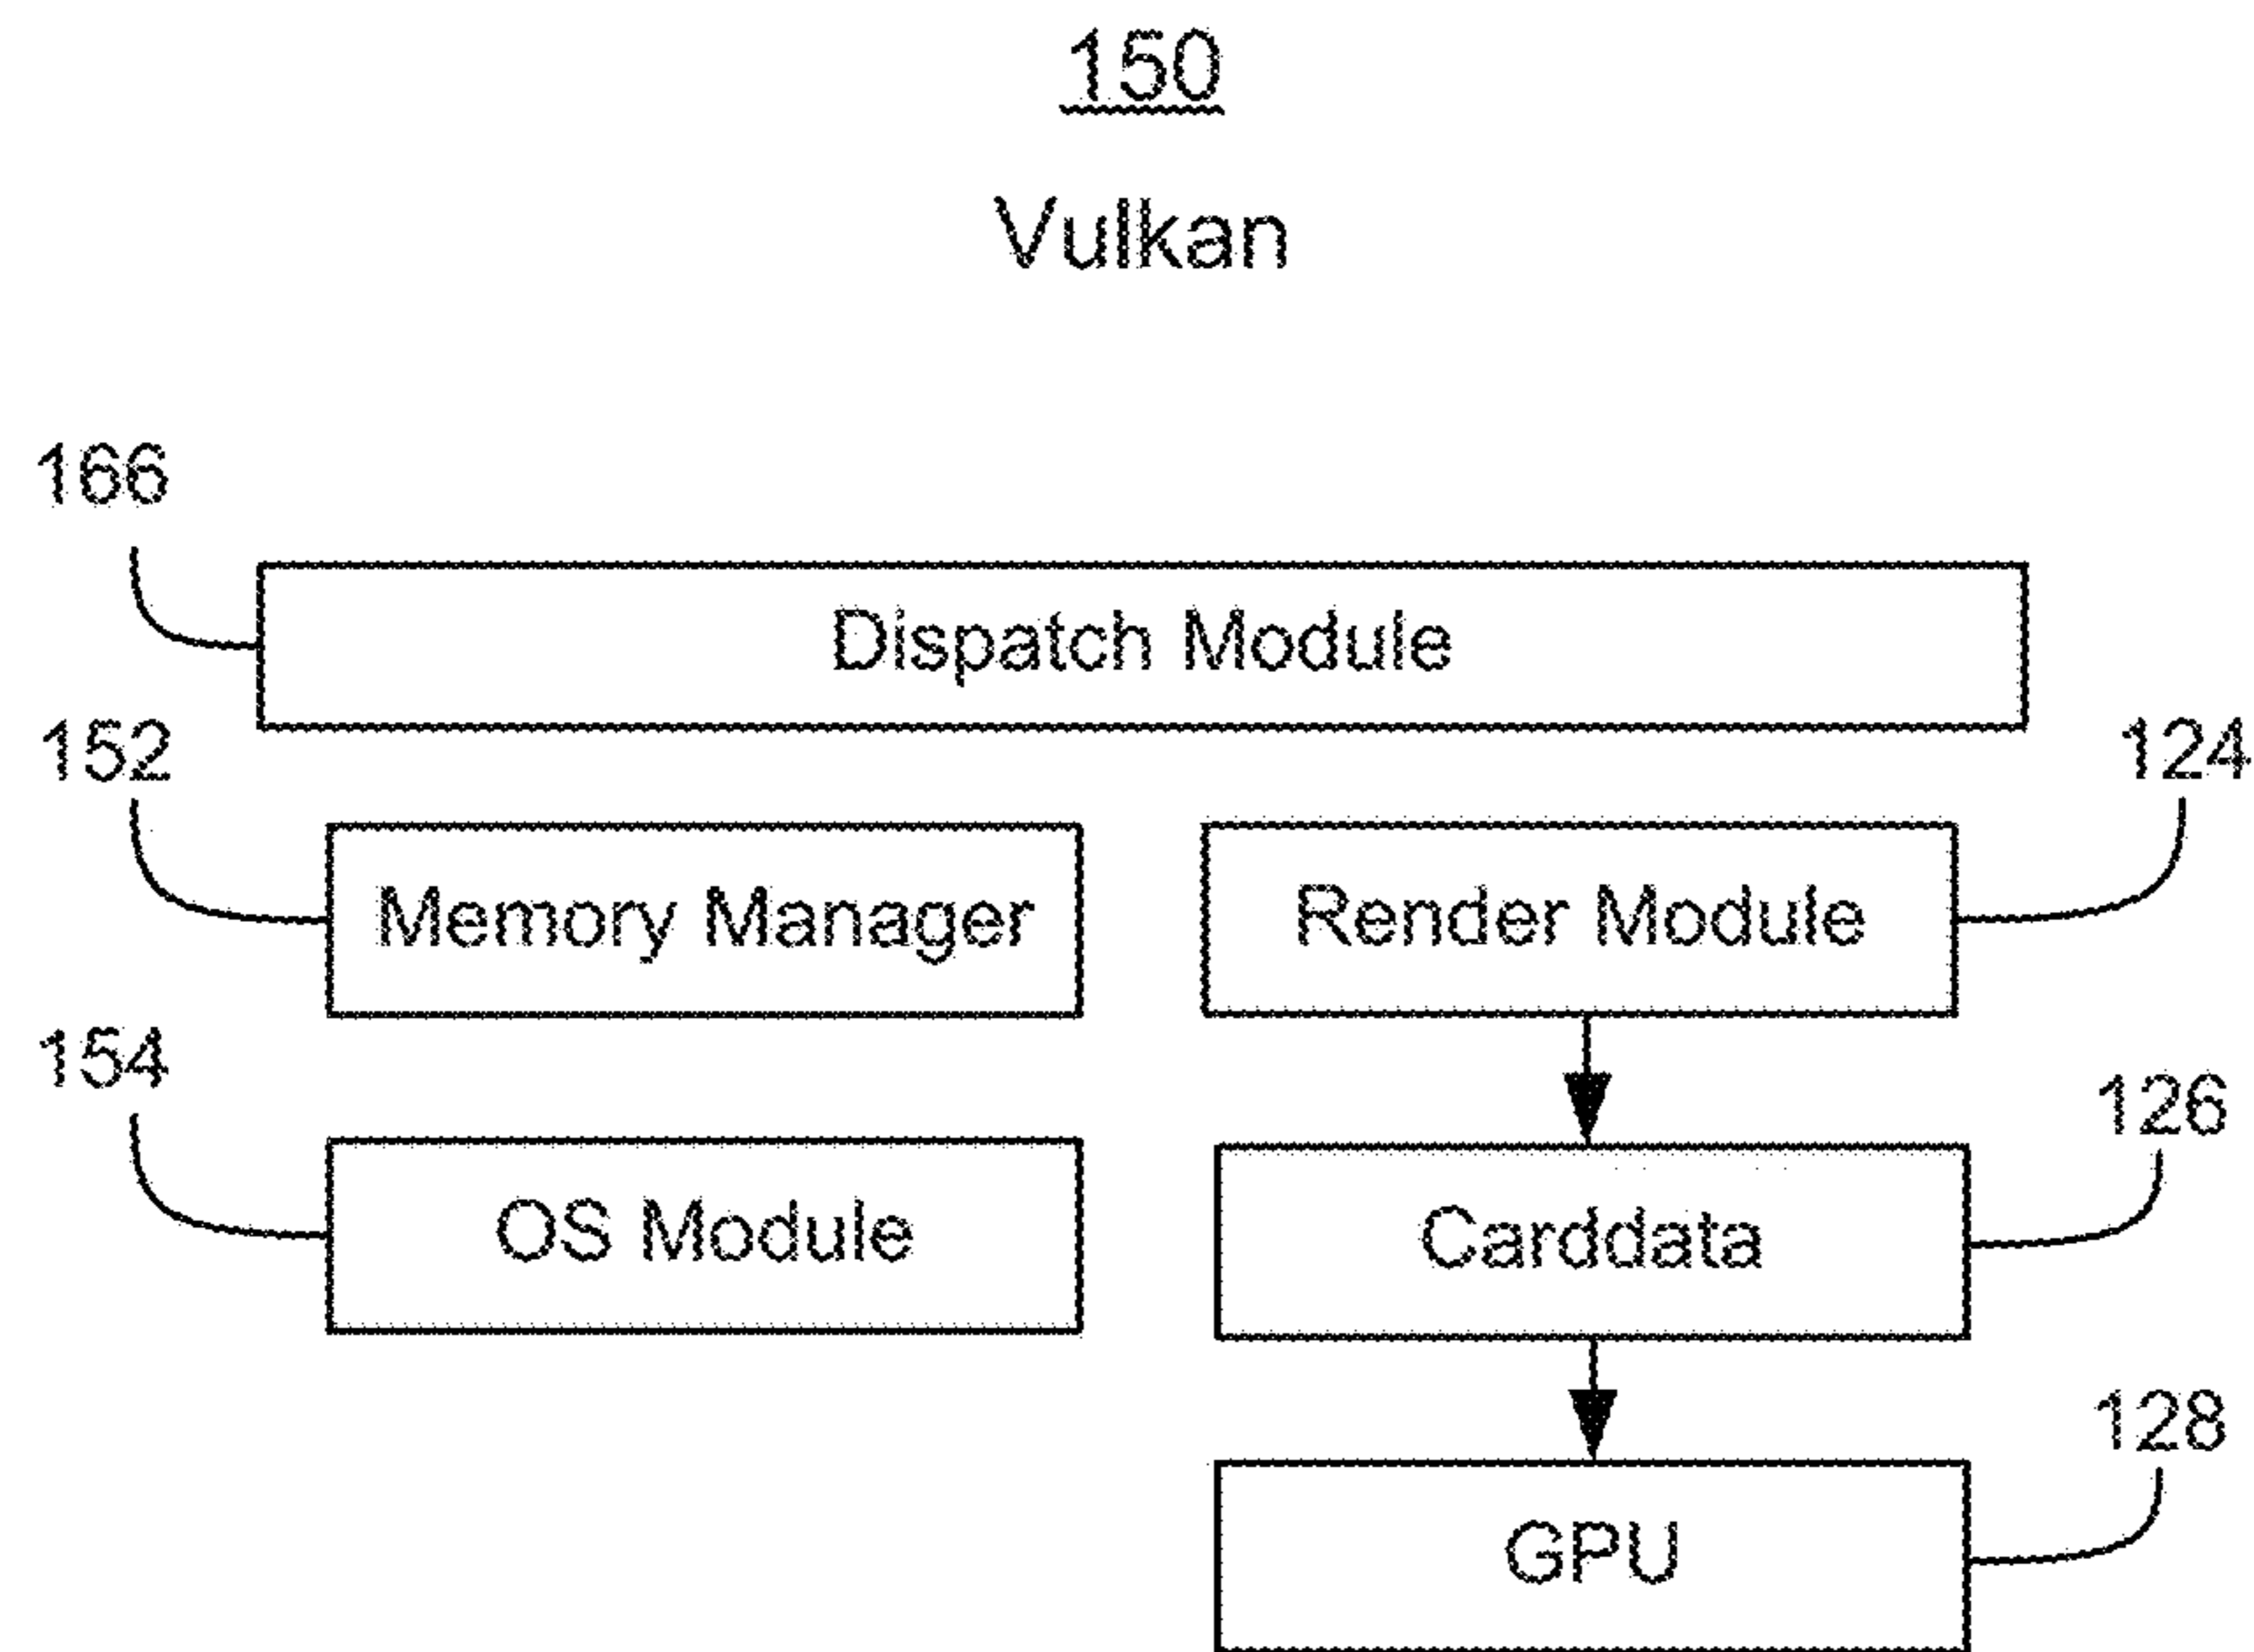 150
Vulkan
166
Dispatch Module
152
124
Memory Manager
Render Module
154
126
OS Module
Carddata
128
GPU